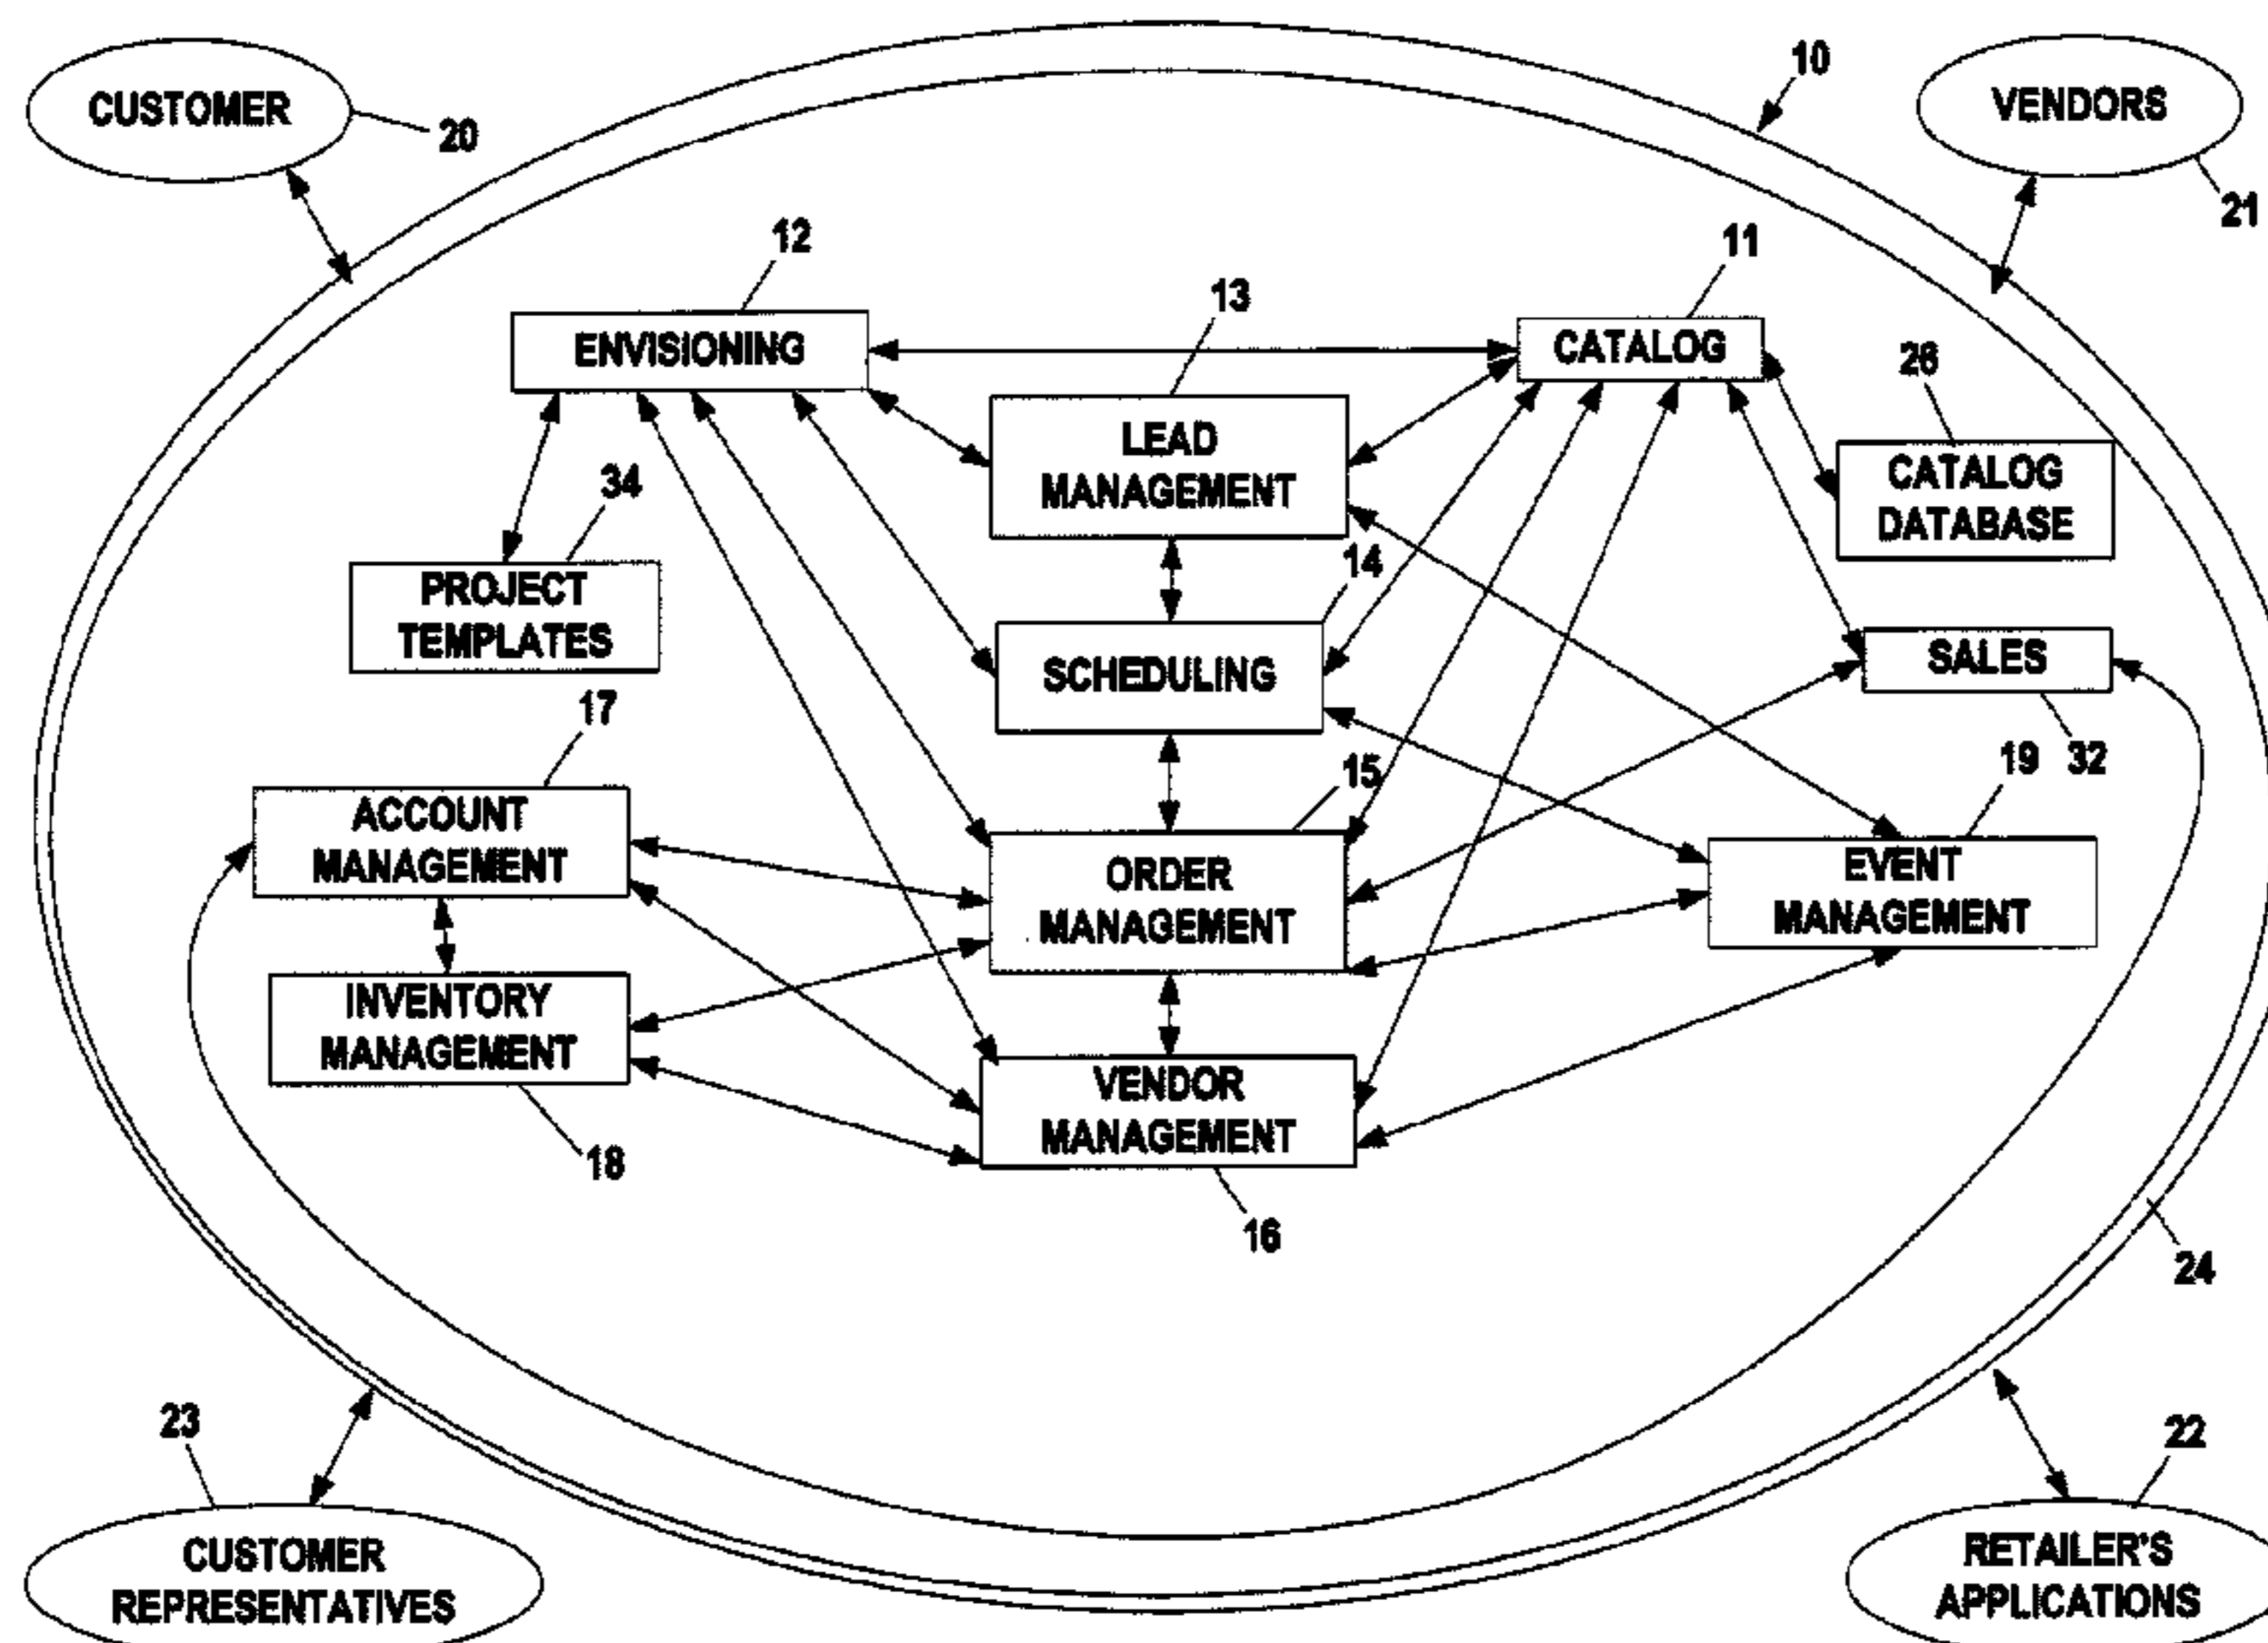 CUSTOMER
20
10
VENDORS
21
12
ENVISIONING
13
11
CATALOG
LEAD
MANAGEMENT
26
CATALOG
DATABASE
34
PROJECT
TEMPLATES
14
SCHEDULING
SALES
32
17
ACCOUNT
MANAGEMENT
15
ORDER
MANAGEMENT
19
EVENT
MANAGEMENT
INVENTORY
MANAGEMENT
18
VENDOR
MANAGEMENT
16
24
23
CUSTOMER
REPRESENTATIVES
22
RETAILER'S
APPLICATIONS